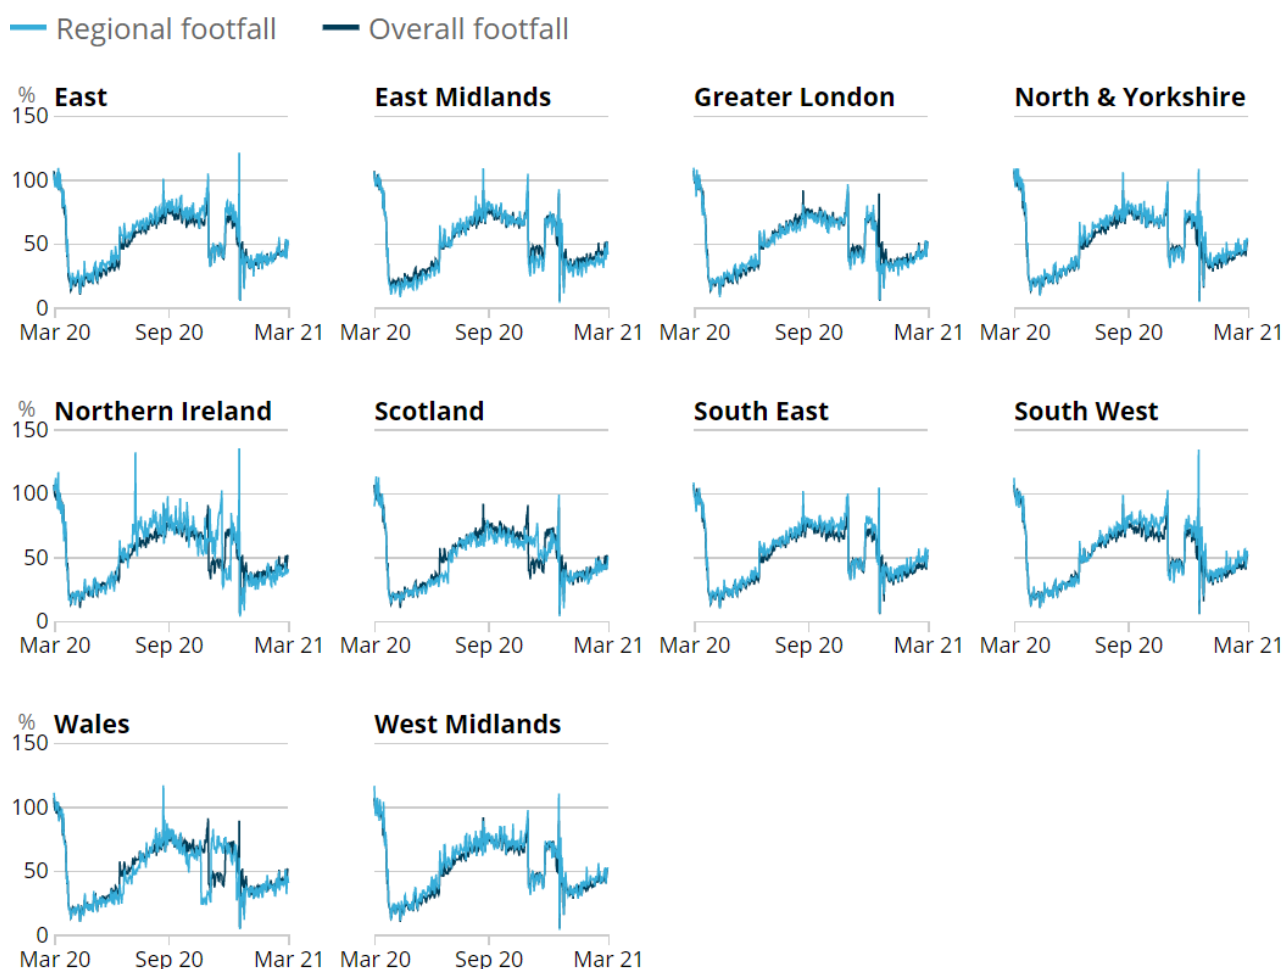 Regional footfall Overall footfall
% East East Midlands Greater London North & Yorkshire
150
100
50
0
Mar 20 Sep 20 Mar 21 Mar 20 Sep 20 Mar 21 Mar 20 Sep 20 Mar 21 Mar 20 Sep 20 Mar 21
% Northern Ireland Scotland South East South West
150
100
50
0
Mar 20 Sep 20 Mar 21 Mar 20 Sep 20 Mar 21 Mar 20 Sep 20 Mar 21 Mar 20 Sep 20 Mar 21
% Wales West Midlands
150
100
50
0
Mar 20 Sep 20 Mar 21 Mar 20 Sep 20 Mar 21